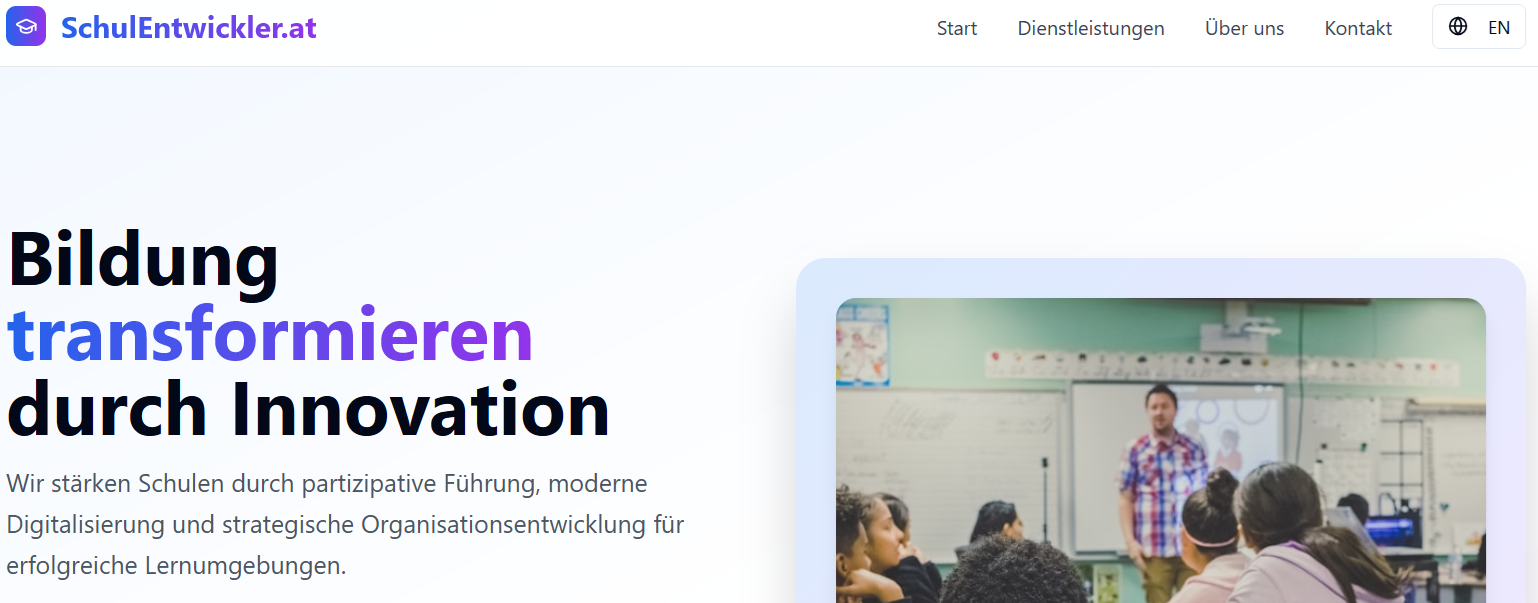 SchulEntwickler.at
Start
Dienstleistungen
Über uns
Kontakt
EN
Bildung
transformieren
durch Innovation
Wir stärken Schulen durch partizipative Führung, moderne
Digitalisierung und strategische Organisationsentwicklung für
erfolgreiche Lernumgebungen.